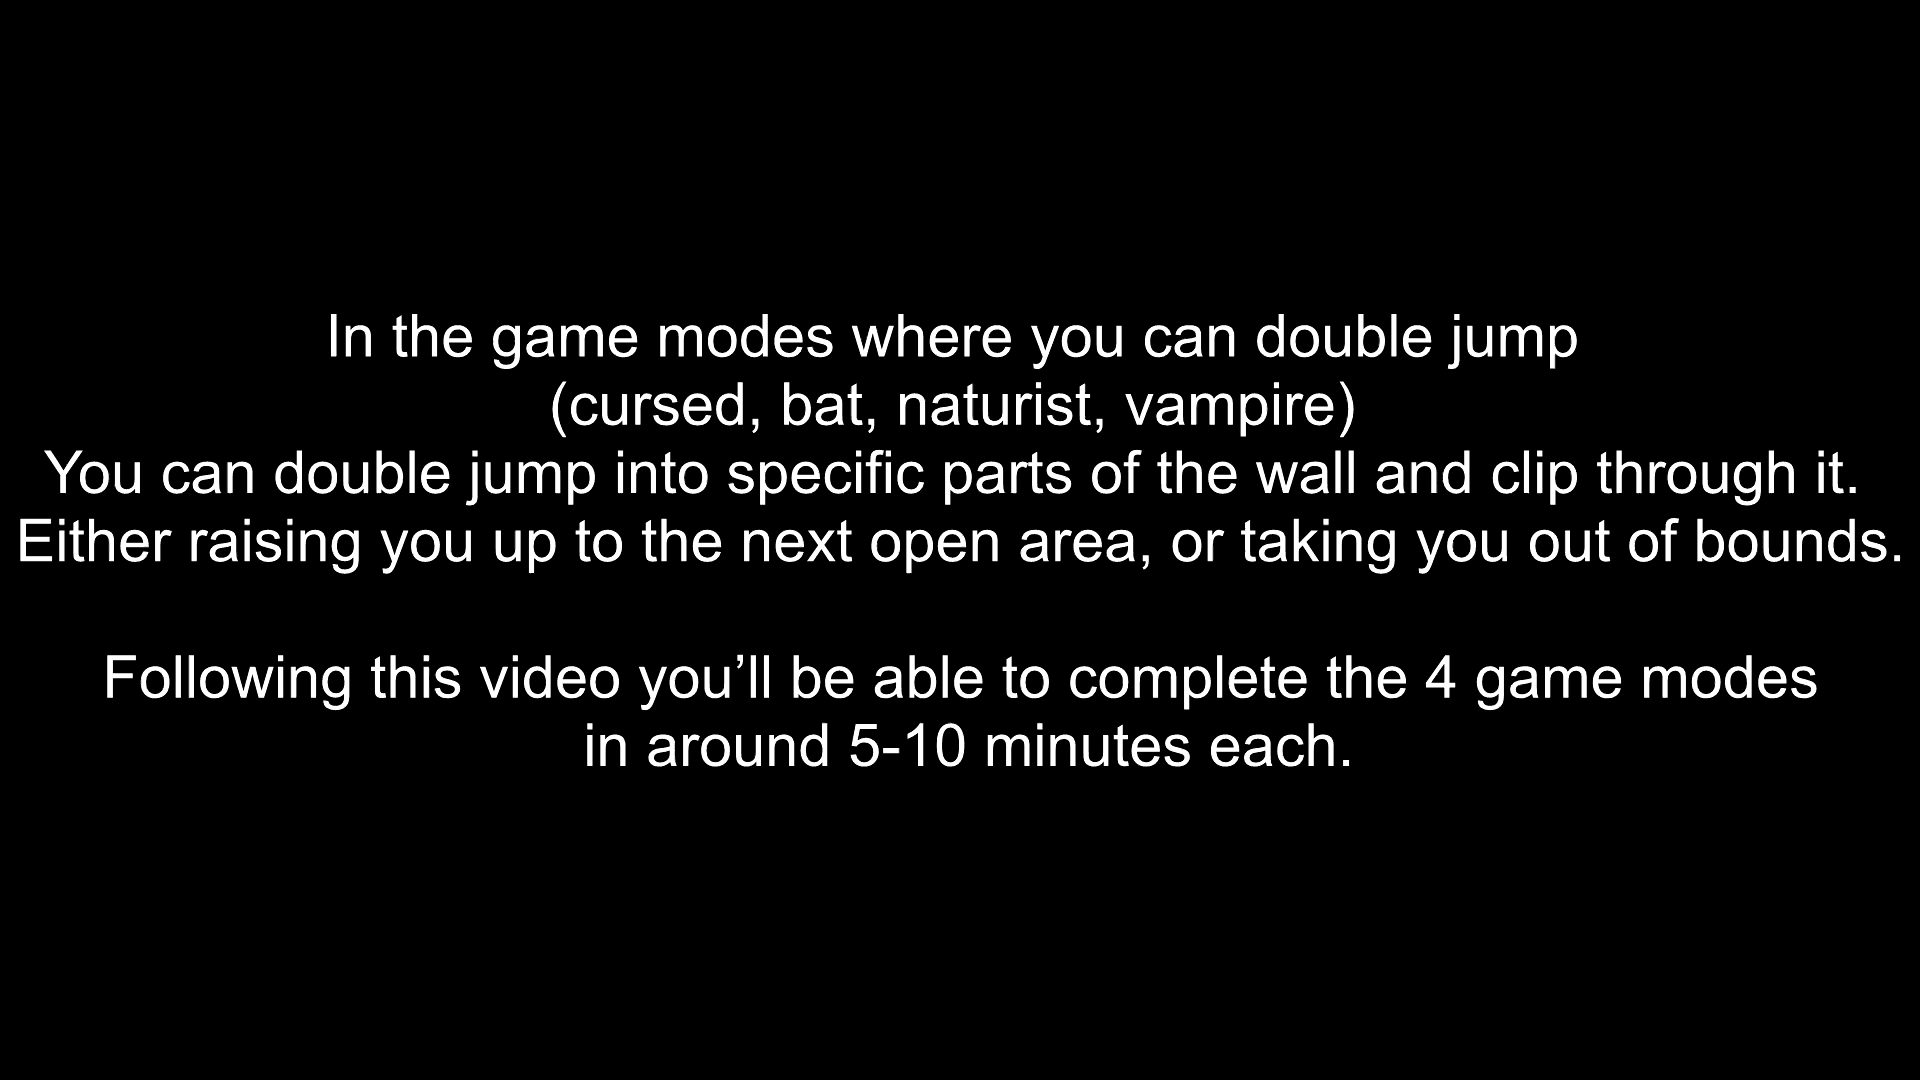 In the game modes where you can double jump
(cursed, bat, naturist, vampire)
You can double jump into specific parts of the wall and clip through it.
Either raising you up to the next open area, or taking you out of bounds.
Following this video you’ll be able to complete the 4 game modes
in around 5-10 minutes each.